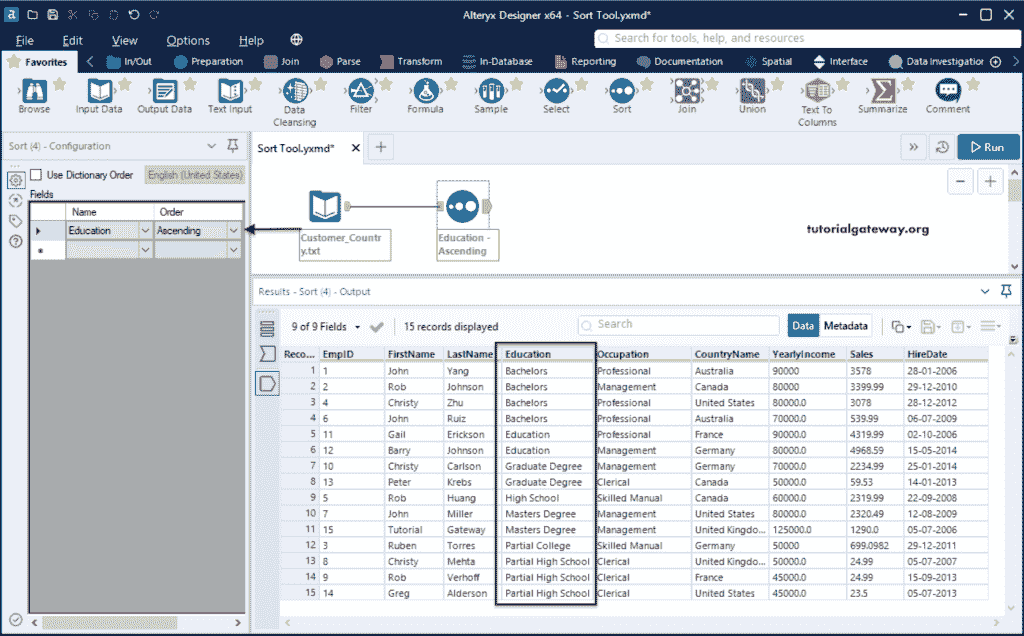 Alteryx Designer x64 - Sort Tool.yxmd*
File Edit View Options Help Search for tools, help, and resources
Favorites In/Out Preparation Join Parse Transform In-Database Reporting Documentation Spatial Interface Data Investigation
Browse Input Data Output Data Text Input Data Cleansing Filter Formula Sample Select Sort Join Union Text To Columns Summarize Comment
Sort (4) - Configuration
Sort Tool.yxmd*
Run
Use Dictionary Order English (United States)
Fields
Name Order
Education Ascending
Customer_Countr
y.txt
Education -
Ascending
tutorialgateway.org
Results - Sort (4) - Output
9 of 9 Fields 15 records displayed Search Data Metadata
Reco... EmpID FirstName LastName Education Occupation CountryName YearlyIncome Sales HireDate
1 1 John Yang Bachelors Professional Australia 90000 3578 28-01-2006
2 2 Rob Johnson Bachelors Management Canada 80000 3399.99 29-12-2010
3 4 Christy Zhu Bachelors Professional United States 80000.0 3078 28-12-2012
4 6 John Ruiz Bachelors Professional Australia 70000.0 539.99 06-07-2009
5 11 Gail Erickson Education Professional France 90000.0 4319.99 02-10-2006
6 12 Barry Johnson Education Management Germany 80000.0 4968.59 15-05-2014
7 10 Christy Carlson Graduate Degree Management Germany 70000.0 2234.99 25-01-2014
8 13 Peter Krebs Graduate Degree Clerical Canada 50000.0 59.53 14-01-2013
9 5 Rob Huang High School Skilled Manual Canada 60000.0 2319.99 22-09-2008
10 7 John Miller Masters Degree Management United States 80000.0 2320.49 12-08-2009
11 15 Tutorial Gateway Masters Degree Management United Kingdo... 125000.0 1290.0 05-07-2006
12 3 Ruben Torres Partial College Skilled Manual Germany 50000 699.0982 29-12-2011
13 8 Christy Mehta Partial High School Clerical United Kingdo... 50000.0 24.99 05-07-2007
14 9 Rob Verhoff Partial High School Clerical France 45000.0 24.99 15-09-2013
15 14 Greg Alderson Partial High School Clerical United States 45000.0 23.5 05-07-2013